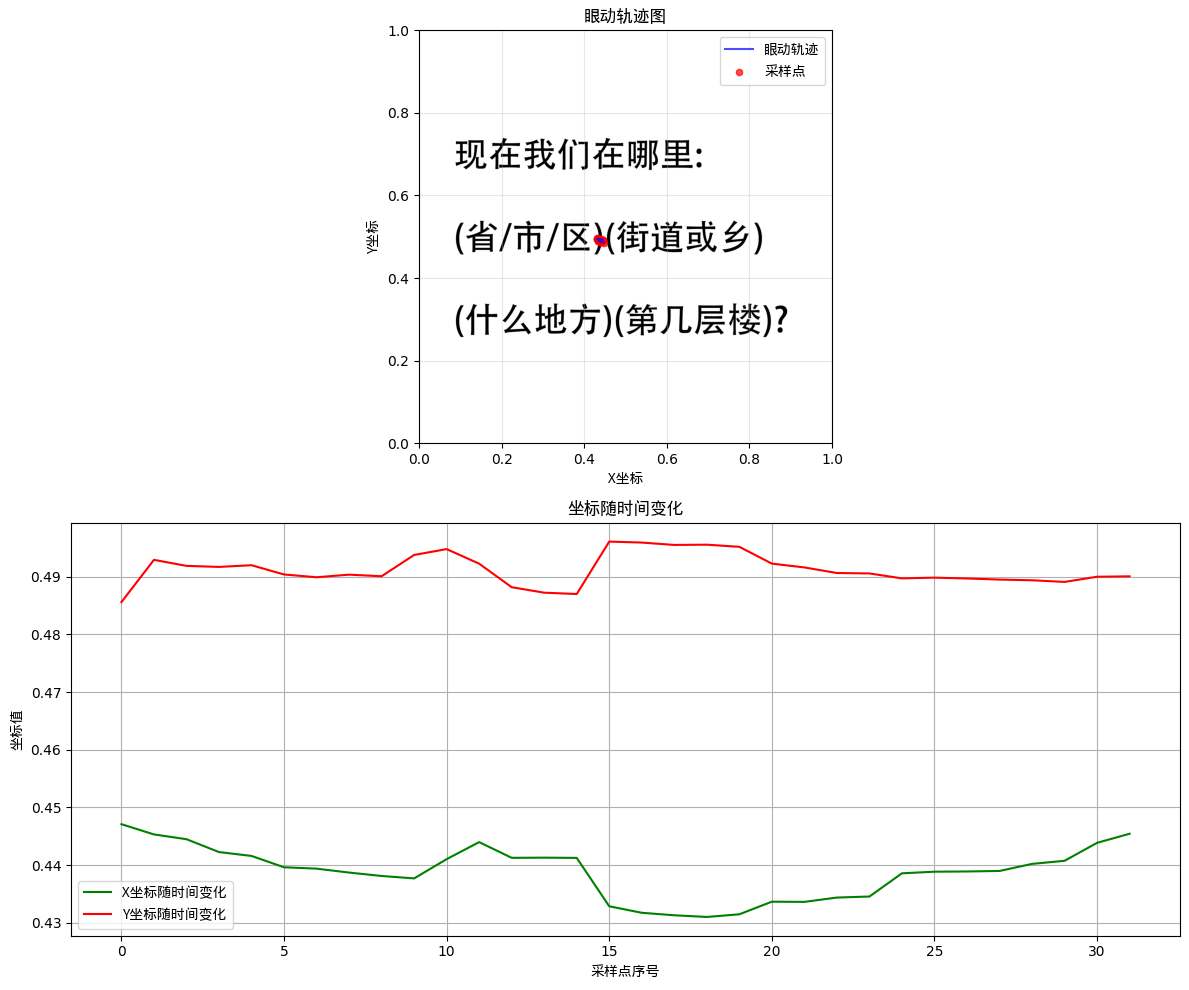 眼动轨迹图
1.0
0.8
0.6
0.4
0.2
0.0
Y坐标
眼动轨迹
采样点
现在我们在哪里:
(省/市/区)(街道或乡)
(什么地方)(第几层楼)?
0.0 0.2 0.4 0.6 0.8 1.0
X坐标
坐标随时间变化
0.49
0.48
0.47
0.46
0.45
0.44
0.43
坐标值
X坐标随时间变化
Y坐标随时间变化
0 5 10 15 20 25 30
采样点序号